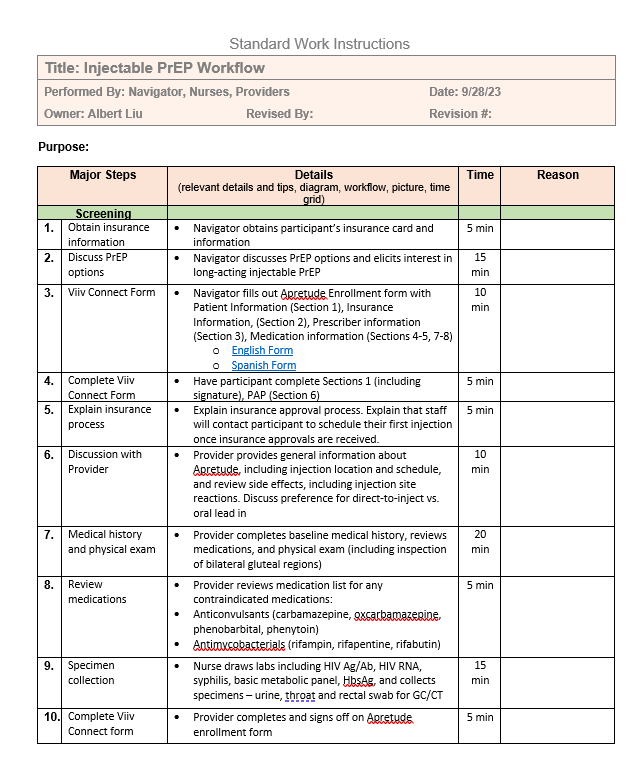 Standard Work Instructions
Title: Injectable PrEP Workflow
Performed By: Navigator, Nurses, Providers Date: 9/28/23
Owner: Albert Liu Revised By: Revision #:
Purpose:
Major Steps Details Time Reason
(relevant details and tips, diagram, workflow, picture, time
grid)
Screening
1. Obtain insurance • Navigator obtains participant's insurance card and 5 min
information information
2. Discuss PrEP • Navigator discusses PrEP options and elicits interest in 15
options long-acting injectable PrEP min
3. Viiv Connect Form • Navigator fills out Apretude Enrollment form with 10
Patient Information (Section 1), Insurance min
Information, (Section 2), Prescriber information
(Section 3), Medication information (Sections 4-5, 7-8)
o English Form
o Spanish Form
4. Complete Viiv • Have participant complete Sections 1 (including 5 min
Connect Form signature), PAP (Section 6)
5. Explain insurance • Explain insurance approval process. Explain that staff 5 min
process will contact participant to schedule their first injection
once insurance approvals are received.
6. Discussion with • Provider provides general information about 10
Provider Apretude, including injection location and schedule, min
and review side effects, including injection site
reactions. Discuss preference for direct-to-inject vs.
oral lead in
7. Medical history • Provider completes baseline medical history, reviews 20
and physical exam medications, and physical exam (including inspection min
of bilateral gluteal regions)
8. Review • Provider reviews medication list for any 5 min
medications contraindicated medications:
• Anticonvulsants (carbamazepine, oxcarbamazepine,
phenobarbital, phenytoin)
• Antimycobacterials (rifampin, rifapentine, rifabutin)
9. Specimen • Nurse draws labs including HIV Ag/Ab, HIV RNA, 15
collection syphilis, basic metabolic panel, HbsAg, and collects min
specimens – urine, throat and rectal swab for GC/CT
10. Complete Viiv • Provider completes and signs off on Apretude 5 min
Connect form enrollment form